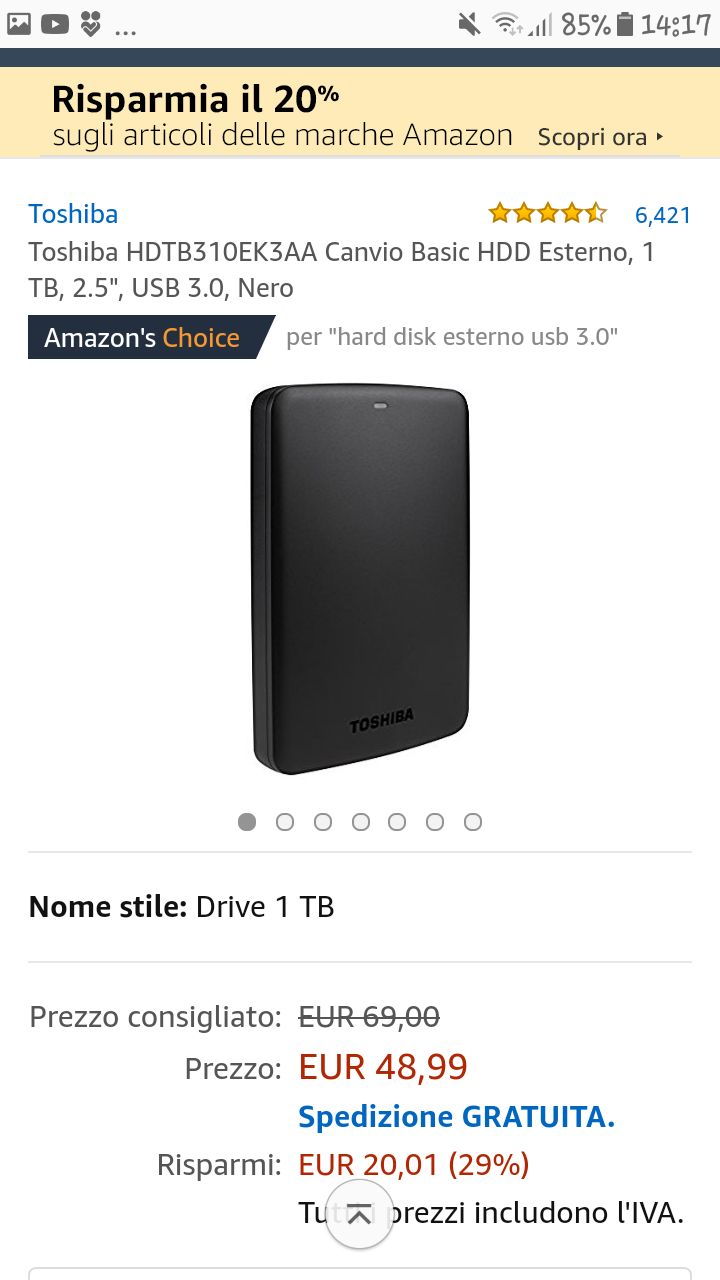 ... 85% 14:17
Risparmia il 20%
sugli articoli delle marche Amazon Scopri ora ‣
Toshiba 6,421
Toshiba HDTB310EK3AA Canvio Basic HDD Esterno, 1
TB, 2.5", USB 3.0, Nero
Amazon's Choice per "hard disk esterno usb 3.0"
TOSHIBA
Nome stile: Drive 1 TB
Prezzo consigliato: EUR 69,00
Prezzo: EUR 48,99
Spedizione GRATUITA.
Risparmi: EUR 20,01 (29%)
Tutti i prezzi includono l'IVA.